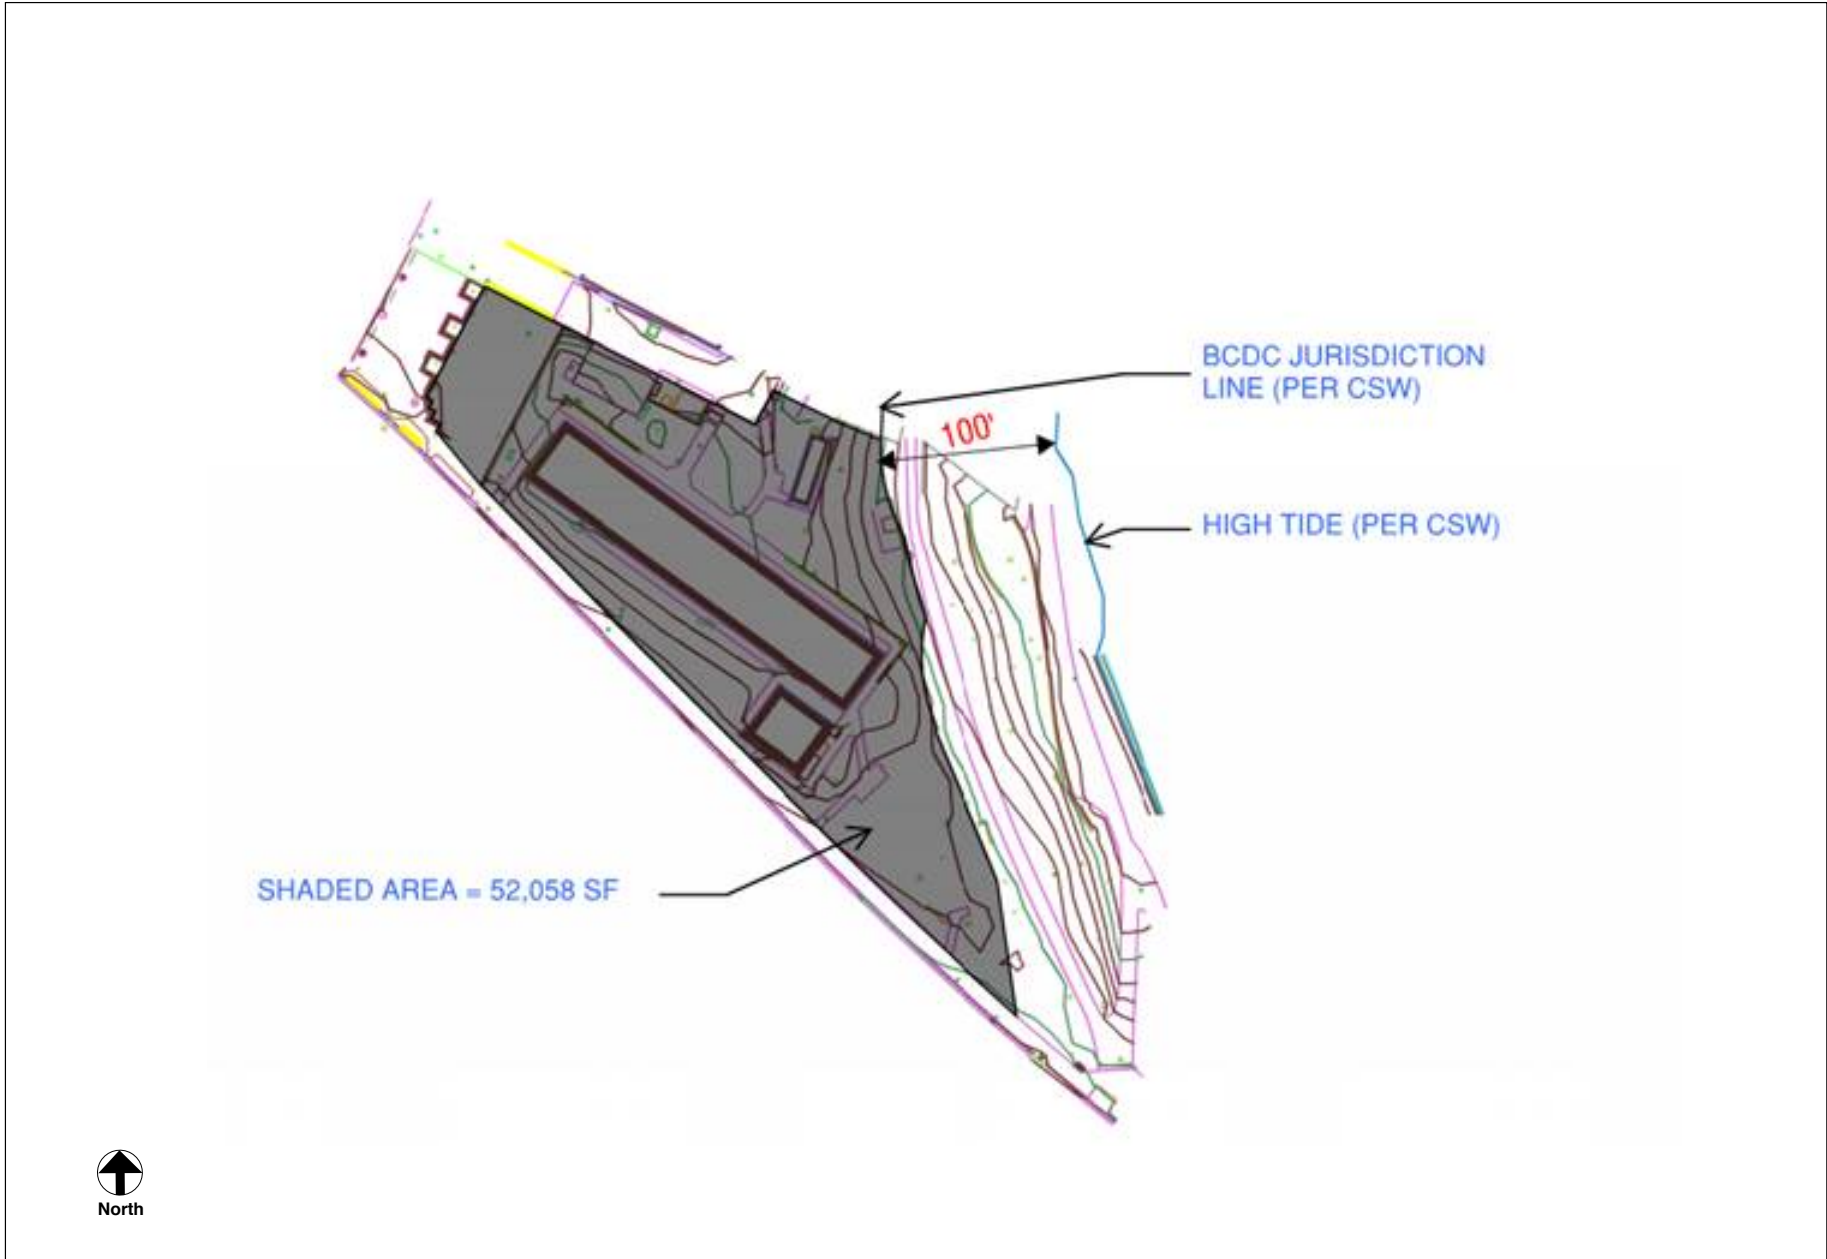 BCDC JURISDICTION
LINE (PER CSW)
100'
HIGH TIDE (PER CSW)
SHADED AREA = 52,058 SF
North